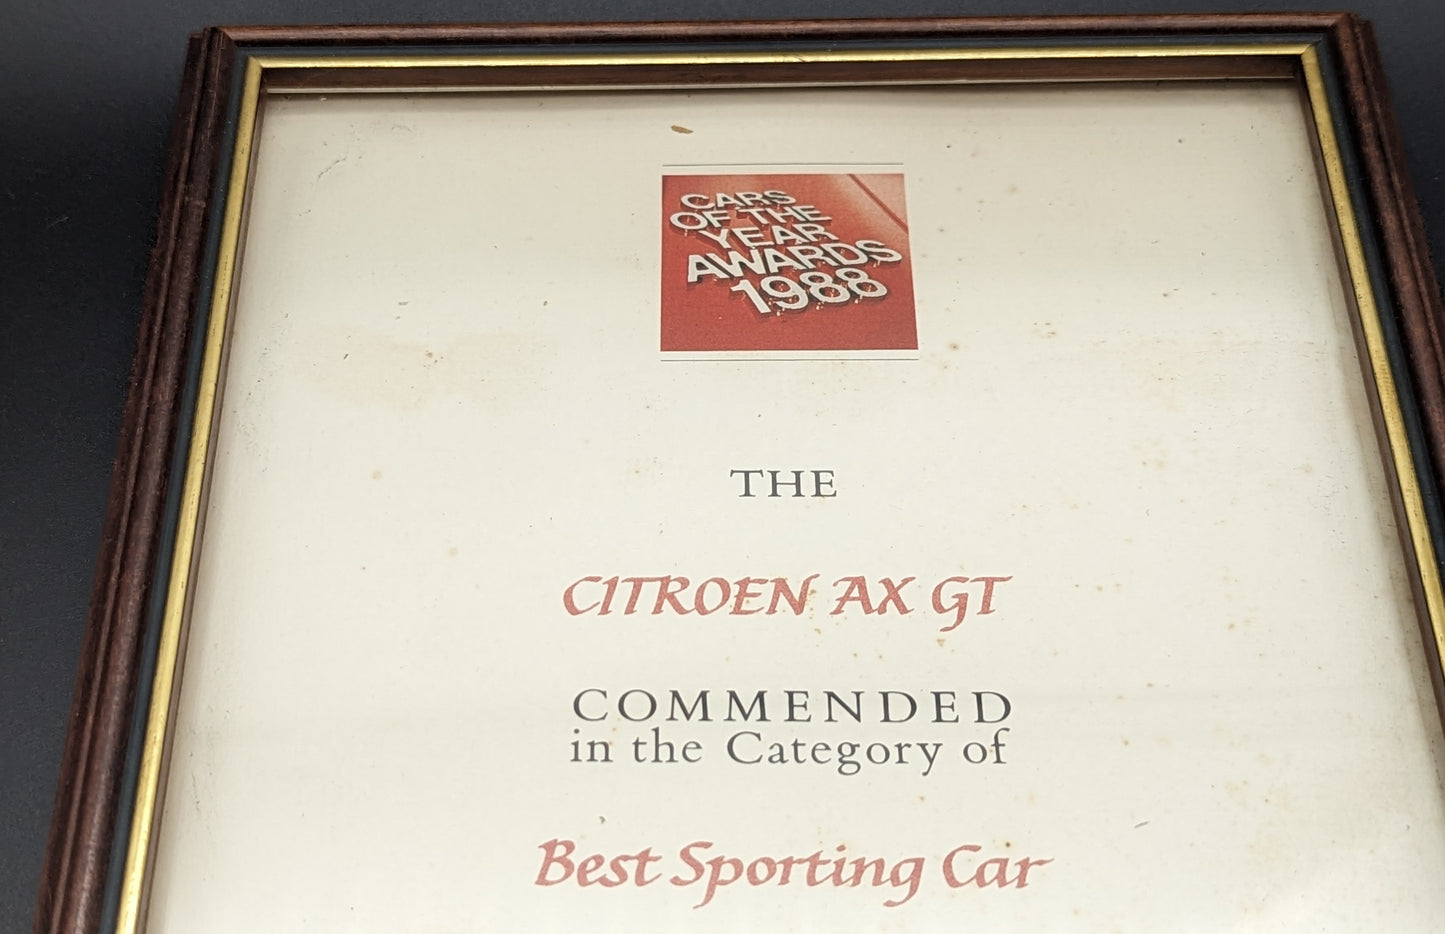 CARS
OF THE
YEAR
AWARDS
1988
THE
CITROEN AX GT
COMMENDED
in the Category of
Best Sporting Car